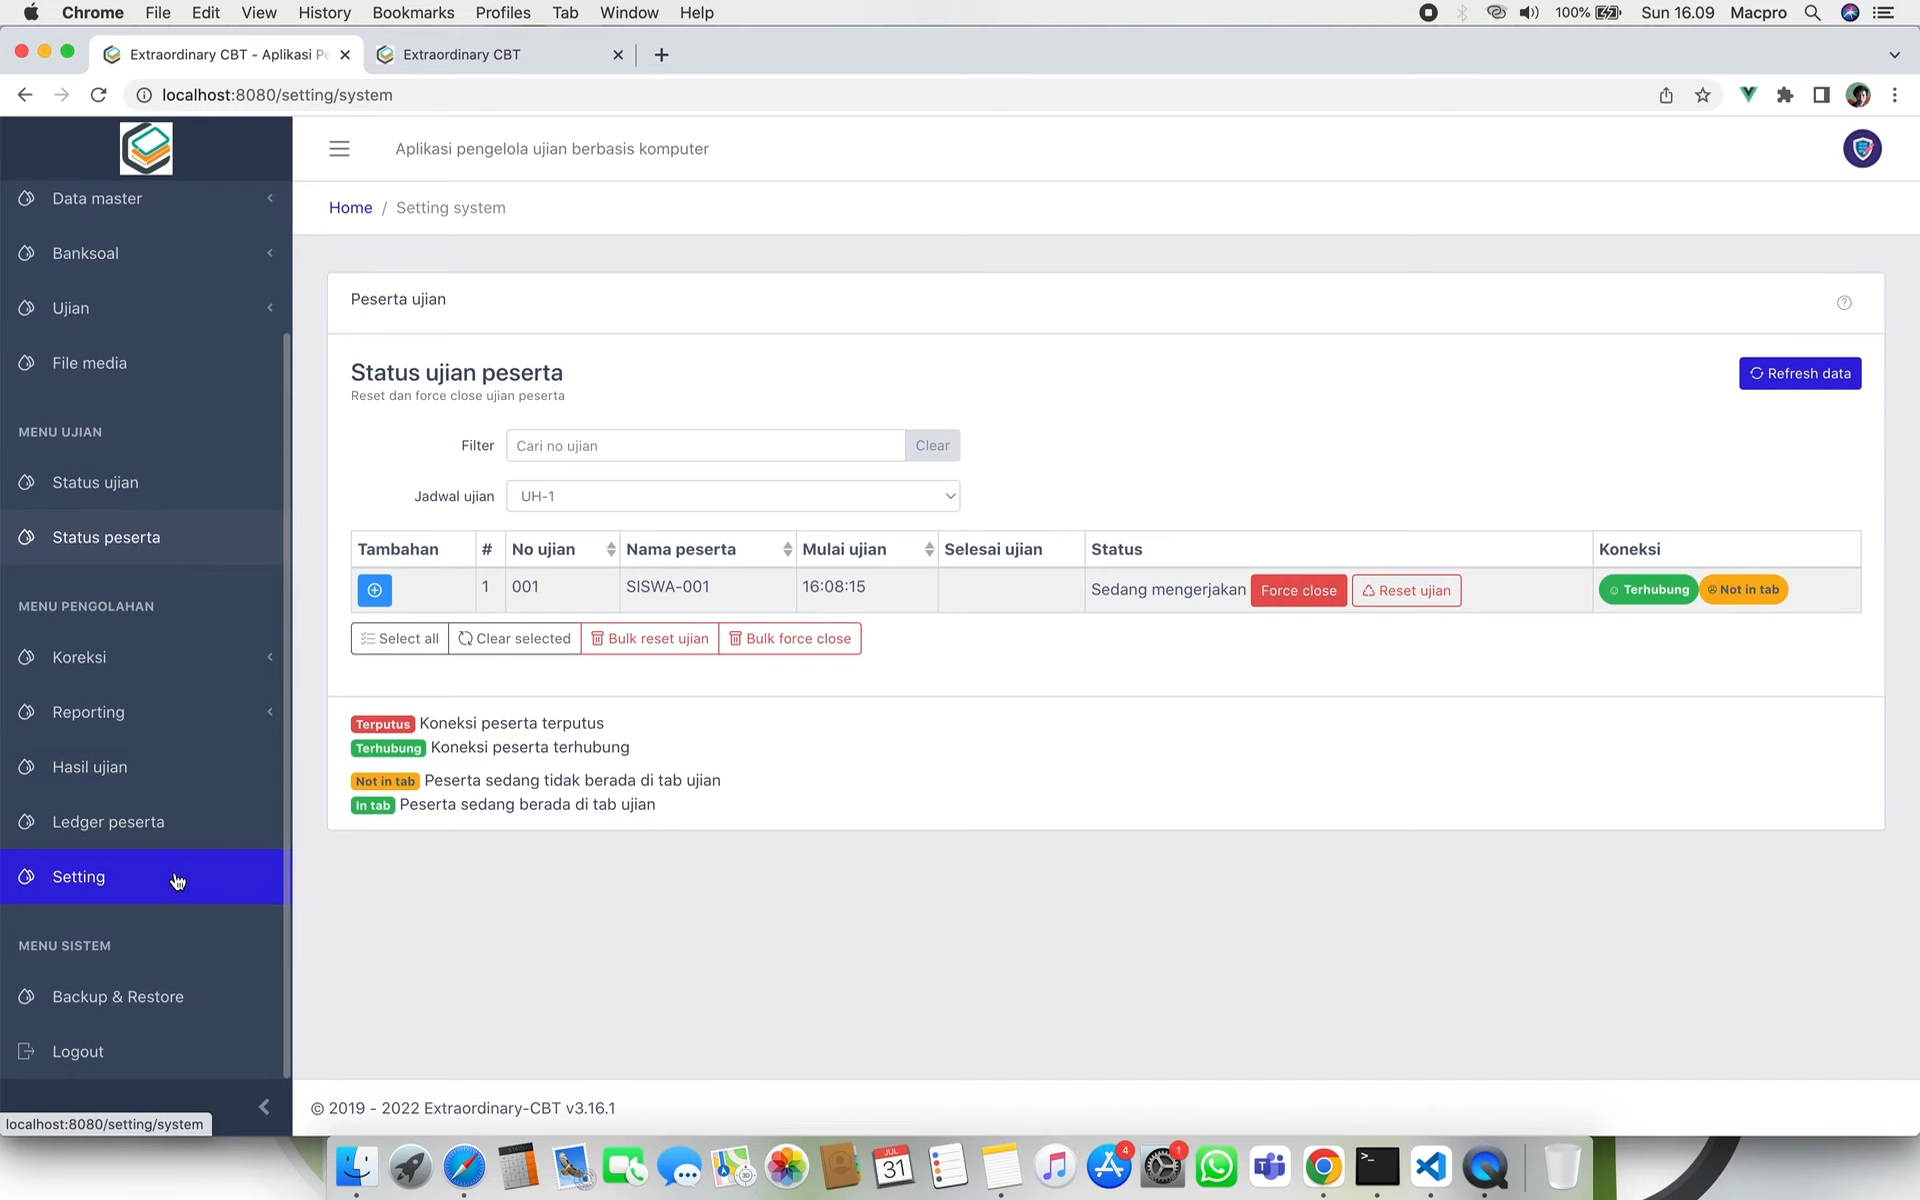 Chrome File Edit View History Bookmarks Profiles Tab Window Help 100% Sun 16.09 Macpro
Extraordinary CBT - Aplikasi Pe
Extraordinary CBT
localhost:8080/setting/system
Aplikasi pengelola ujian berbasis komputer
Home / Setting system
Data master
Banksoal
Ujian
File media
MENU UJIAN
Status ujian
Status peserta
MENU PENGOLAHAN
Koreksi
Reporting
Hasil ujian
Ledger peserta
Setting
MENU SISTEM
Backup & Restore
Logout
localhost:8080/setting/system
Peserta ujian
Status ujian peserta
Reset dan force close ujian peserta
Refresh data
Filter Cari no ujian Clear
Jadwal ujian UH-1
Tambahan # No ujian Nama peserta Mulai ujian Selesai ujian Status Koneksi
1 001 SISWA-001 16:08:15 Sedang mengerjakan Force close Reset ujian Terhubung Not in tab
Select all Clear selected Bulk reset ujian Bulk force close
Terputus Koneksi peserta terputus
Terhubung Koneksi peserta terhubung
Not in tab Peserta sedang tidak berada di tab ujian
In tab Peserta sedang berada di tab ujian
© 2019 - 2022 Extraordinary-CBT v3.16.1
JUL
31
4
1